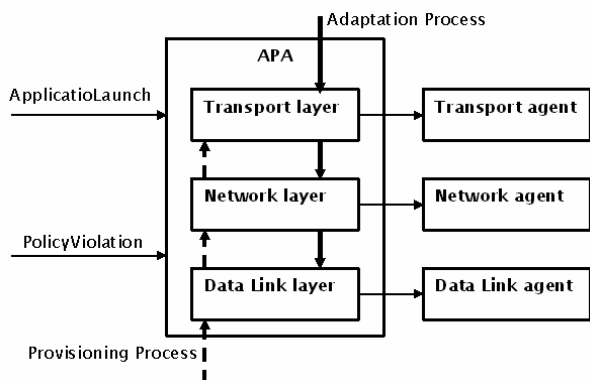 Adaptation Process
APA
ApplicatioLaunch
Transport layer
Transport agent
Network layer
Network agent
PolicyViolation
Data Link layer
Data Link agent
Provisioning Process